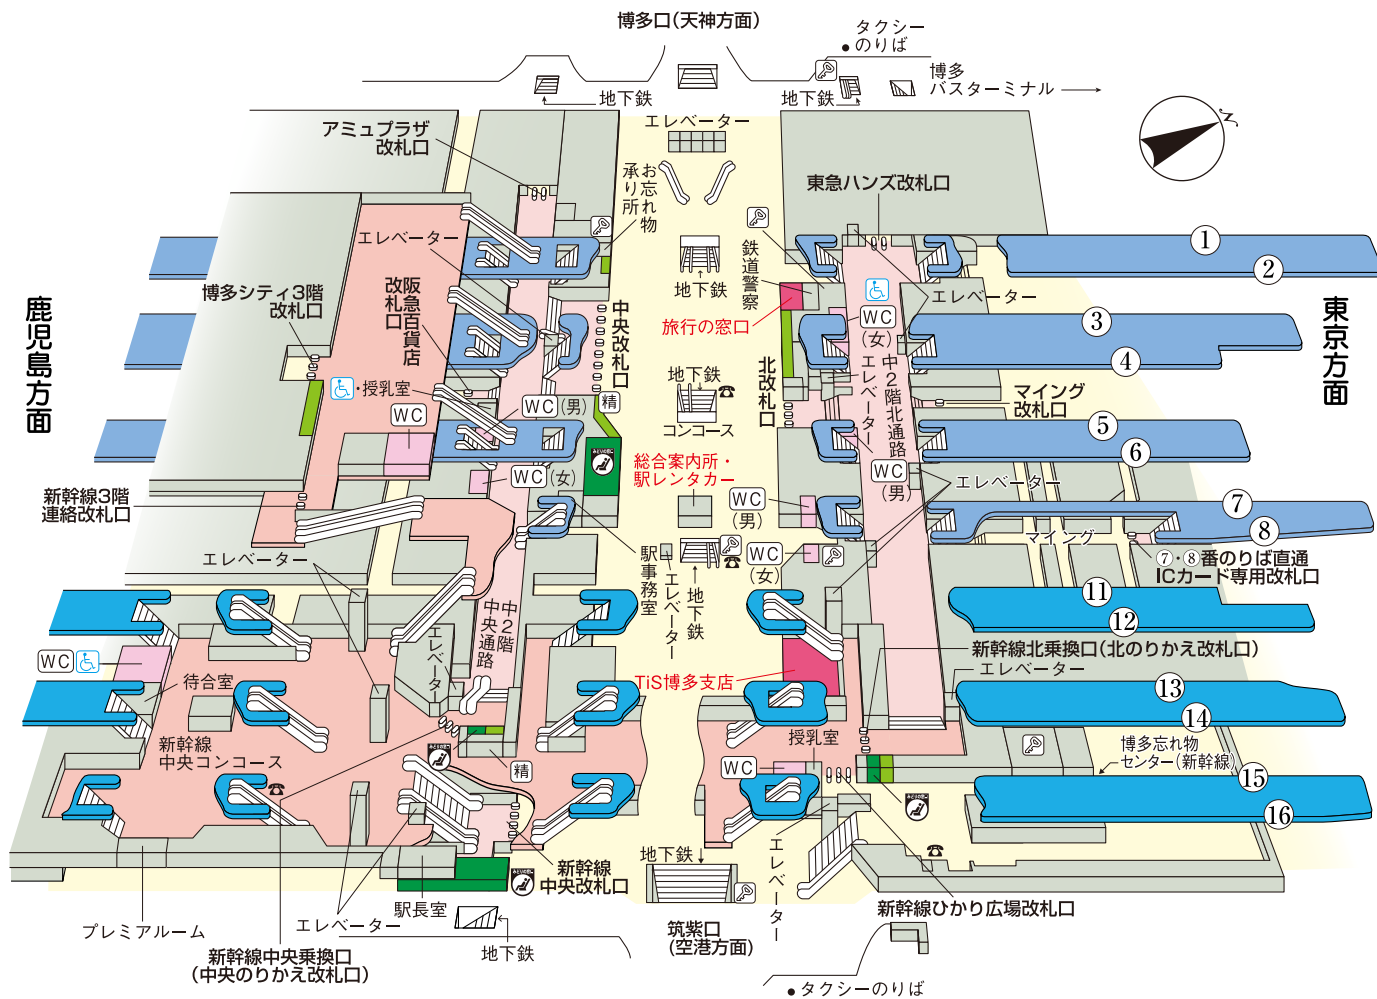 博多口(天神方面)
タクシー
●のりば
博多
バスターミナル
地下鉄
地下鉄
エレベーター
アミュプラザ
改札口
お忘れ物
承り所
東急ハンズ改札口
N
エレベーター
鉄道警察
地下鉄
エレベーター
①
②
鹿児島方面
博多シティ3階
改札口
阪急百貨店
改札口
中央改札口
旅行の窓口
WC
(女)
③
④
東京方面
・授乳室
WC
WC(男)
精
地下鉄
コンコース
北改札口
エレベーター
中2階北通路
マイング
改札口
⑤
⑥
みどりの窓口
WC(女)
総合案内所・
駅レンタカー
WC
(男)
WC
(男)
エレベーター
新幹線3階
連絡改札口
⑦
⑧
マイング
⑦・⑧番のりば直通
ICカード専用改札口
エレベーター
駅事務室
エレベーター
地下鉄
WC
(女)
中2階
中央通路
エレベーター
⑪
⑫
新幹線北乗換口(北のりかえ改札口)
エレベーター
WC
待合室
TiS博多支店
⑬
⑭
新幹線
中央コンコース
精
授乳室
WC
博多忘れ物
センター(新幹線)
⑮
⑯
地下鉄
エレベーター
新幹線
中央改札口
駅長室
プレミアルーム
エレベーター
新幹線中央乗換口
(中央のりかえ改札口)
地下鉄
筑紫口
(空港方面)
新幹線ひかり広場改札口
●タクシーのりば